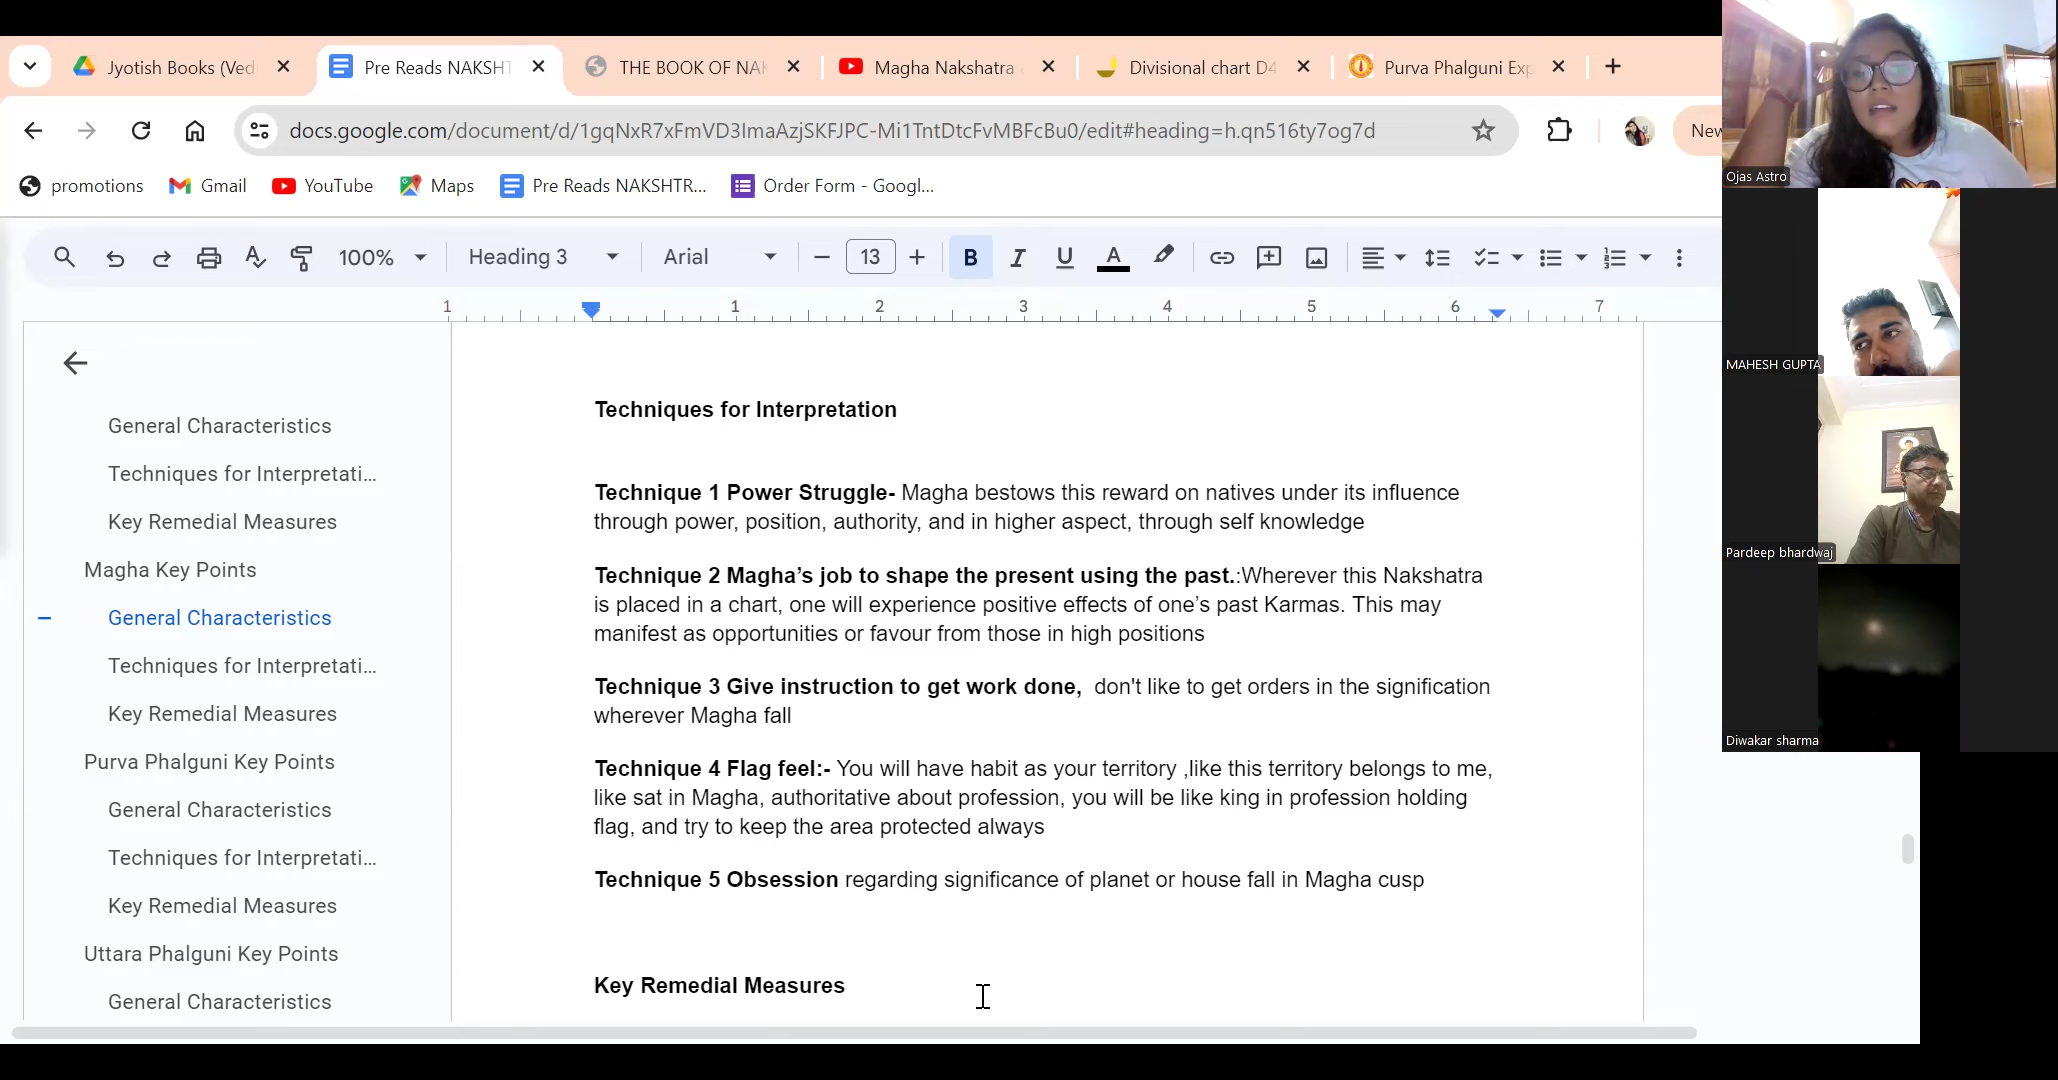 Jyotish Books (Ved
Pre Reads NAKSHT
THE BOOK OF NAK
Magha Nakshatra
Divisional chart D4
Purva Phalguni Exp
docs.google.com/document/d/1gqNxR7xFmVD3ImaAzjSKFJPC-Mi1TntDtcFvMBFcBu0/edit#heading=h.qn516ty7og7d
New
promotions
Gmail
YouTube
Maps
Pre Reads NAKSHTR...
Order Form - Googl...
100%
Heading 3
Arial
13
B I U A
1 1 2 3 4 5 6 7
General Characteristics
Techniques for Interpretati...
Key Remedial Measures
Magha Key Points
General Characteristics
Techniques for Interpretati...
Key Remedial Measures
Purva Phalguni Key Points
General Characteristics
Techniques for Interpretati...
Key Remedial Measures
Uttara Phalguni Key Points
General Characteristics
Techniques for Interpretation
Technique 1 Power Struggle- Magha bestows this reward on natives under its influence
through power, position, authority, and in higher aspect, through self knowledge
Technique 2 Magha’s job to shape the present using the past.:Wherever this Nakshatra
is placed in a chart, one will experience positive effects of one’s past Karmas. This may
manifest as opportunities or favour from those in high positions
Technique 3 Give instruction to get work done,  don't like to get orders in the signification
wherever Magha fall
Technique 4 Flag feel:- You will have habit as your territory ,like this territory belongs to me,
like sat in Magha, authoritative about profession, you will be like king in profession holding
flag, and try to keep the area protected always
Technique 5 Obsession regarding significance of planet or house fall in Magha cusp
Key Remedial Measures
Ojas Astro
MAHESH GUPTA
Pardeep bhardwaj
Diwakar sharma